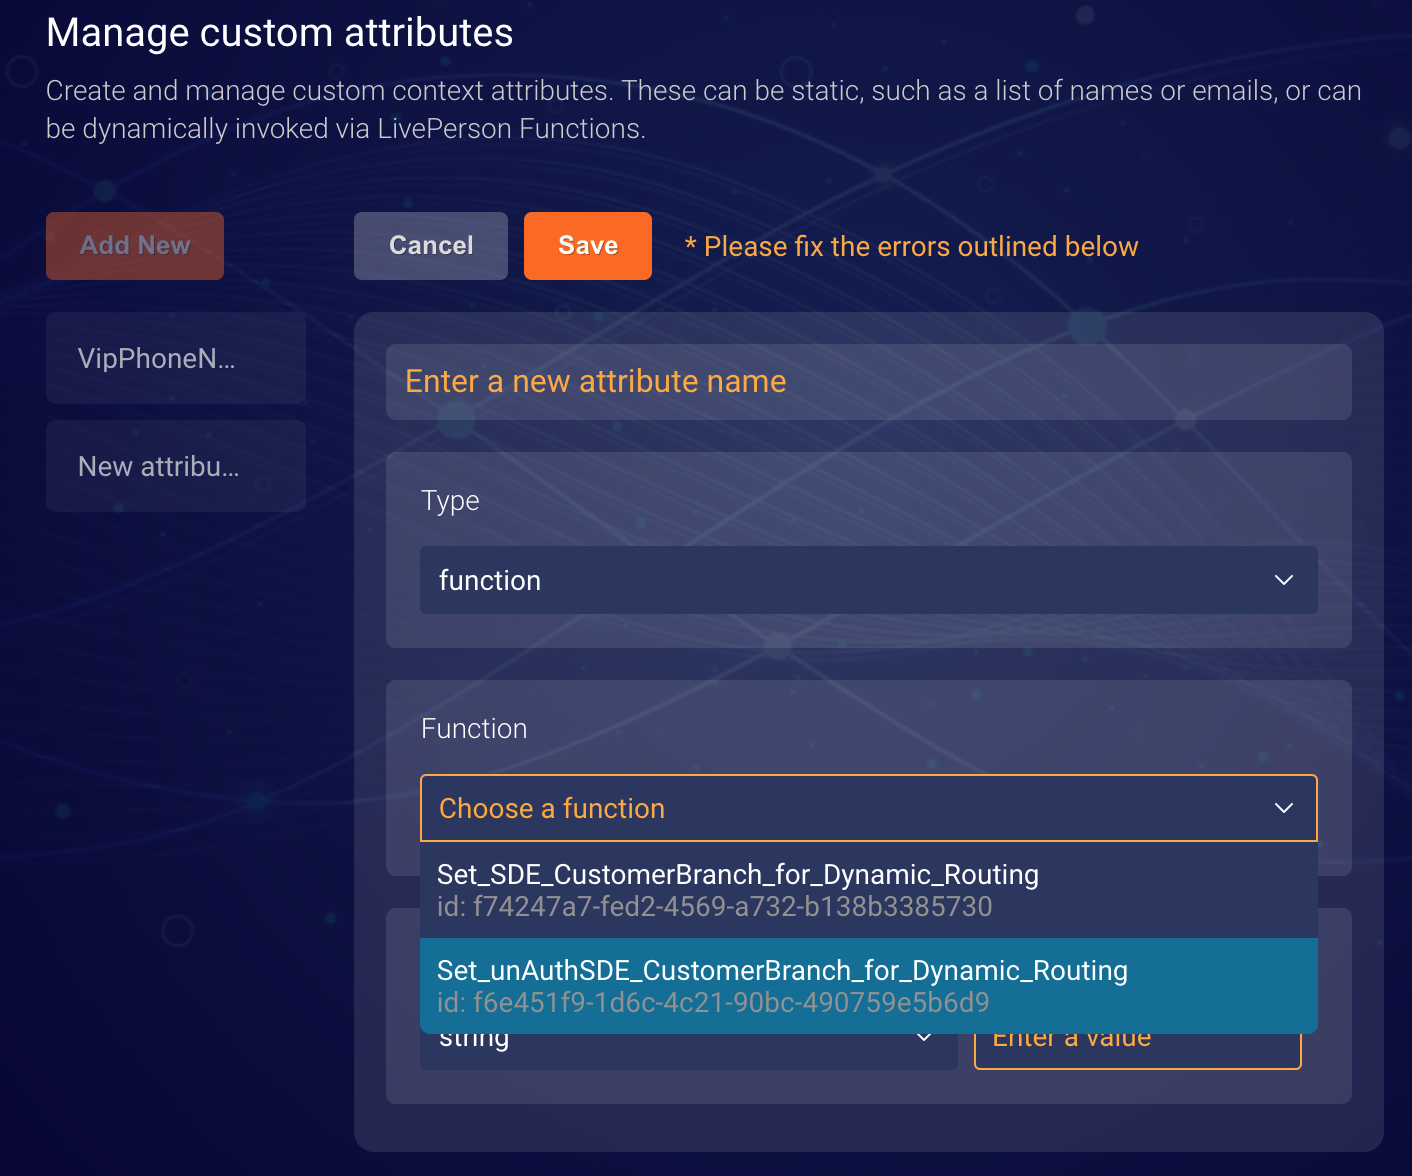 Manage custom attributes
Create and manage custom context attributes. These can be static, such as a list of names or emails, or can
be dynamically invoked via LivePerson Functions.
Add New
Cancel
Save
* Please fix the errors outlined below
VipPhoneN...
New attribu...
Enter a new attribute name
Type
function
Function
Choose a function
Set_SDE_CustomerBranch_for_Dynamic_Routing
id: f74247a7-fed2-4569-a732-b138b3385730
Set_unAuthSDE_CustomerBranch_for_Dynamic_Routing
id: f6e451f9-1d6c-4c21-90bc-490759e5b6d9
string
Enter a value